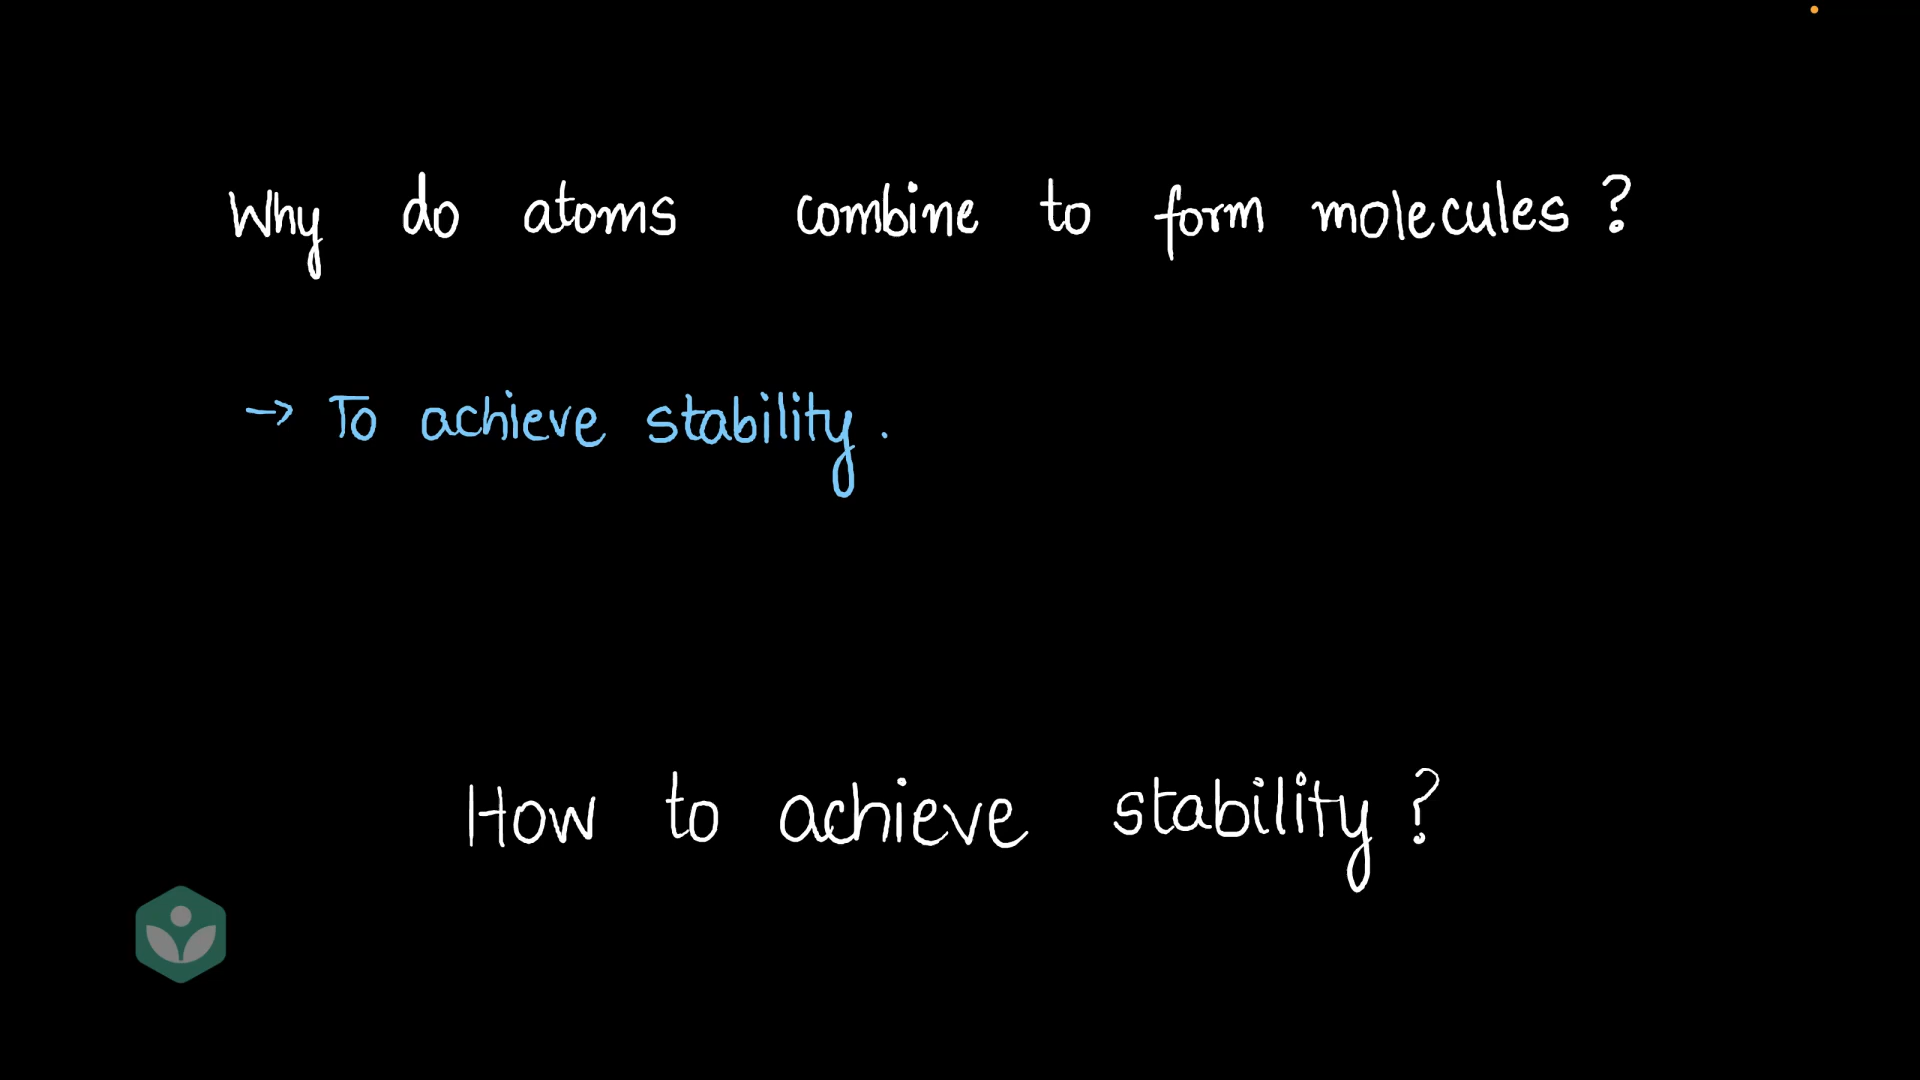 Why do atoms combine to form molecules?
→ To achieve stability.
How to achieve stability?